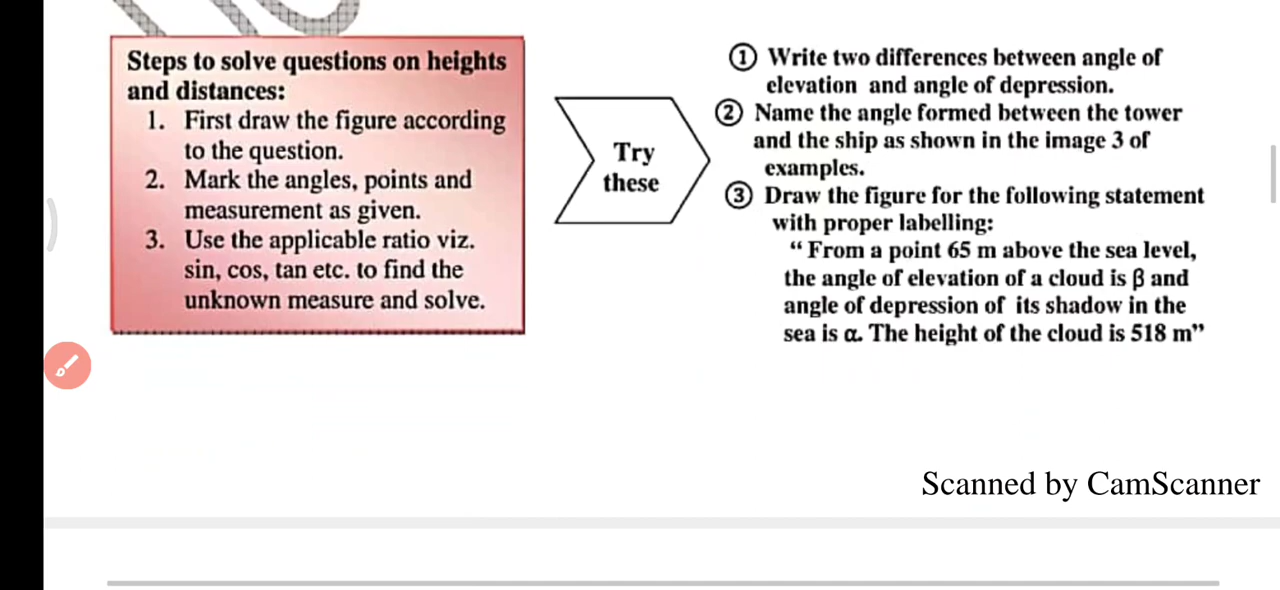 Steps to solve questions on heights
and distances:
1. First draw the figure according
to the question.
2. Mark the angles, points and
measurement as given.
3. Use the applicable ratio viz.
sin, cos, tan etc. to find the
unknown measure and solve.
Try
these
① Write two differences between angle of
elevation and angle of depression.
② Name the angle formed between the tower
and the ship as shown in the image 3 of
examples.
③ Draw the figure for the following statement
with proper labelling:
“ From a point 65 m above the sea level,
the angle of elevation of a cloud is β and
angle of depression of its shadow in the
sea is α. The height of the cloud is 518 m”
Scanned by CamScanner